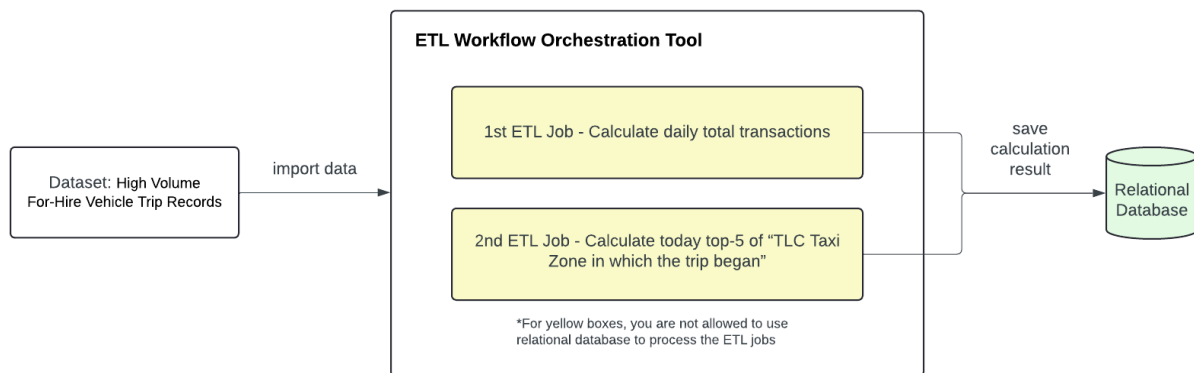 ETL Workflow Orchestration Tool
1st ETL Job - Calculate daily total transactions
save
calculation
result
import data
Dataset: High Volume
For-Hire Vehicle Trip Records
Relational
Database
2nd ETL Job - Calculate today top-5 of “TLC Taxi
Zone in which the trip began”
*For yellow boxes, you are not allowed to use
relational database to process the ETL jobs